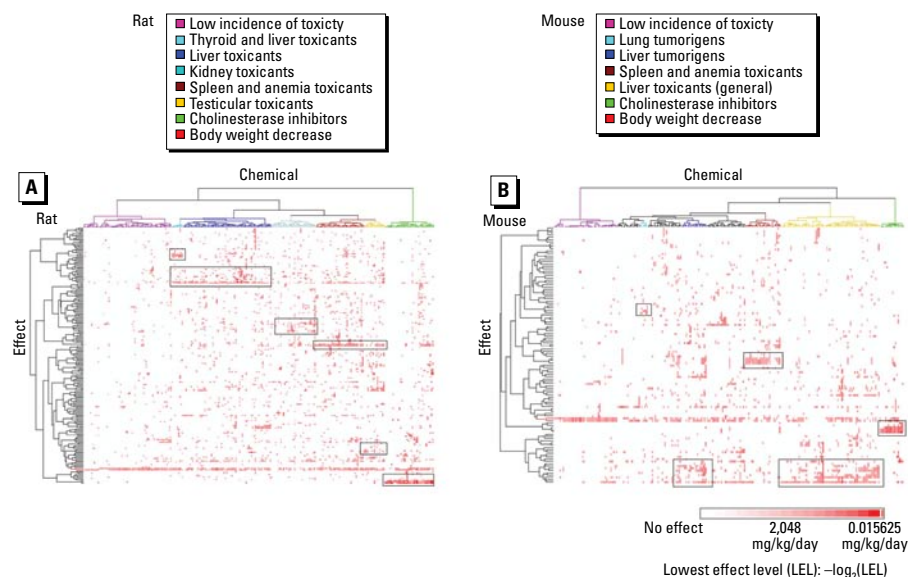 Rat
Low incidence of toxicty
Thyroid and liver toxicants
Liver toxicants
Kidney toxicants
Spleen and anemia toxicants
Testicular toxicants
Cholinesterase inhibitors
Body weight decrease
Mouse
Low incidence of toxicty
Lung tumorigens
Liver tumorigens
Spleen and anemia toxicants
Liver toxicants (general)
Cholinesterase inhibitors
Body weight decrease
A
Chemical
Rat
Effect
B
Chemical
Mouse
Effect
No effect
2,048
mg/kg/day
0.015625
mg/kg/day
Lowest effect level (LEL): –log₂(LEL)